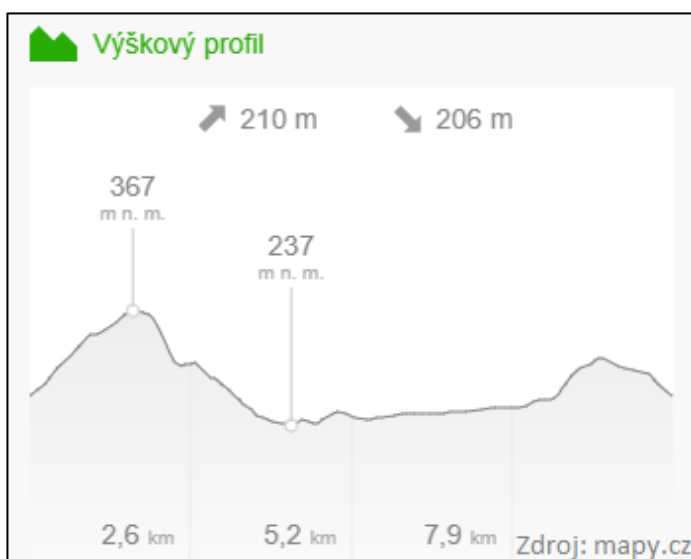 Výškový profil
210 m 206 m
367
m n. m.
237
m n. m.
2,6 km 5,2 km 7,9 km
Zdroj: mapy.cz